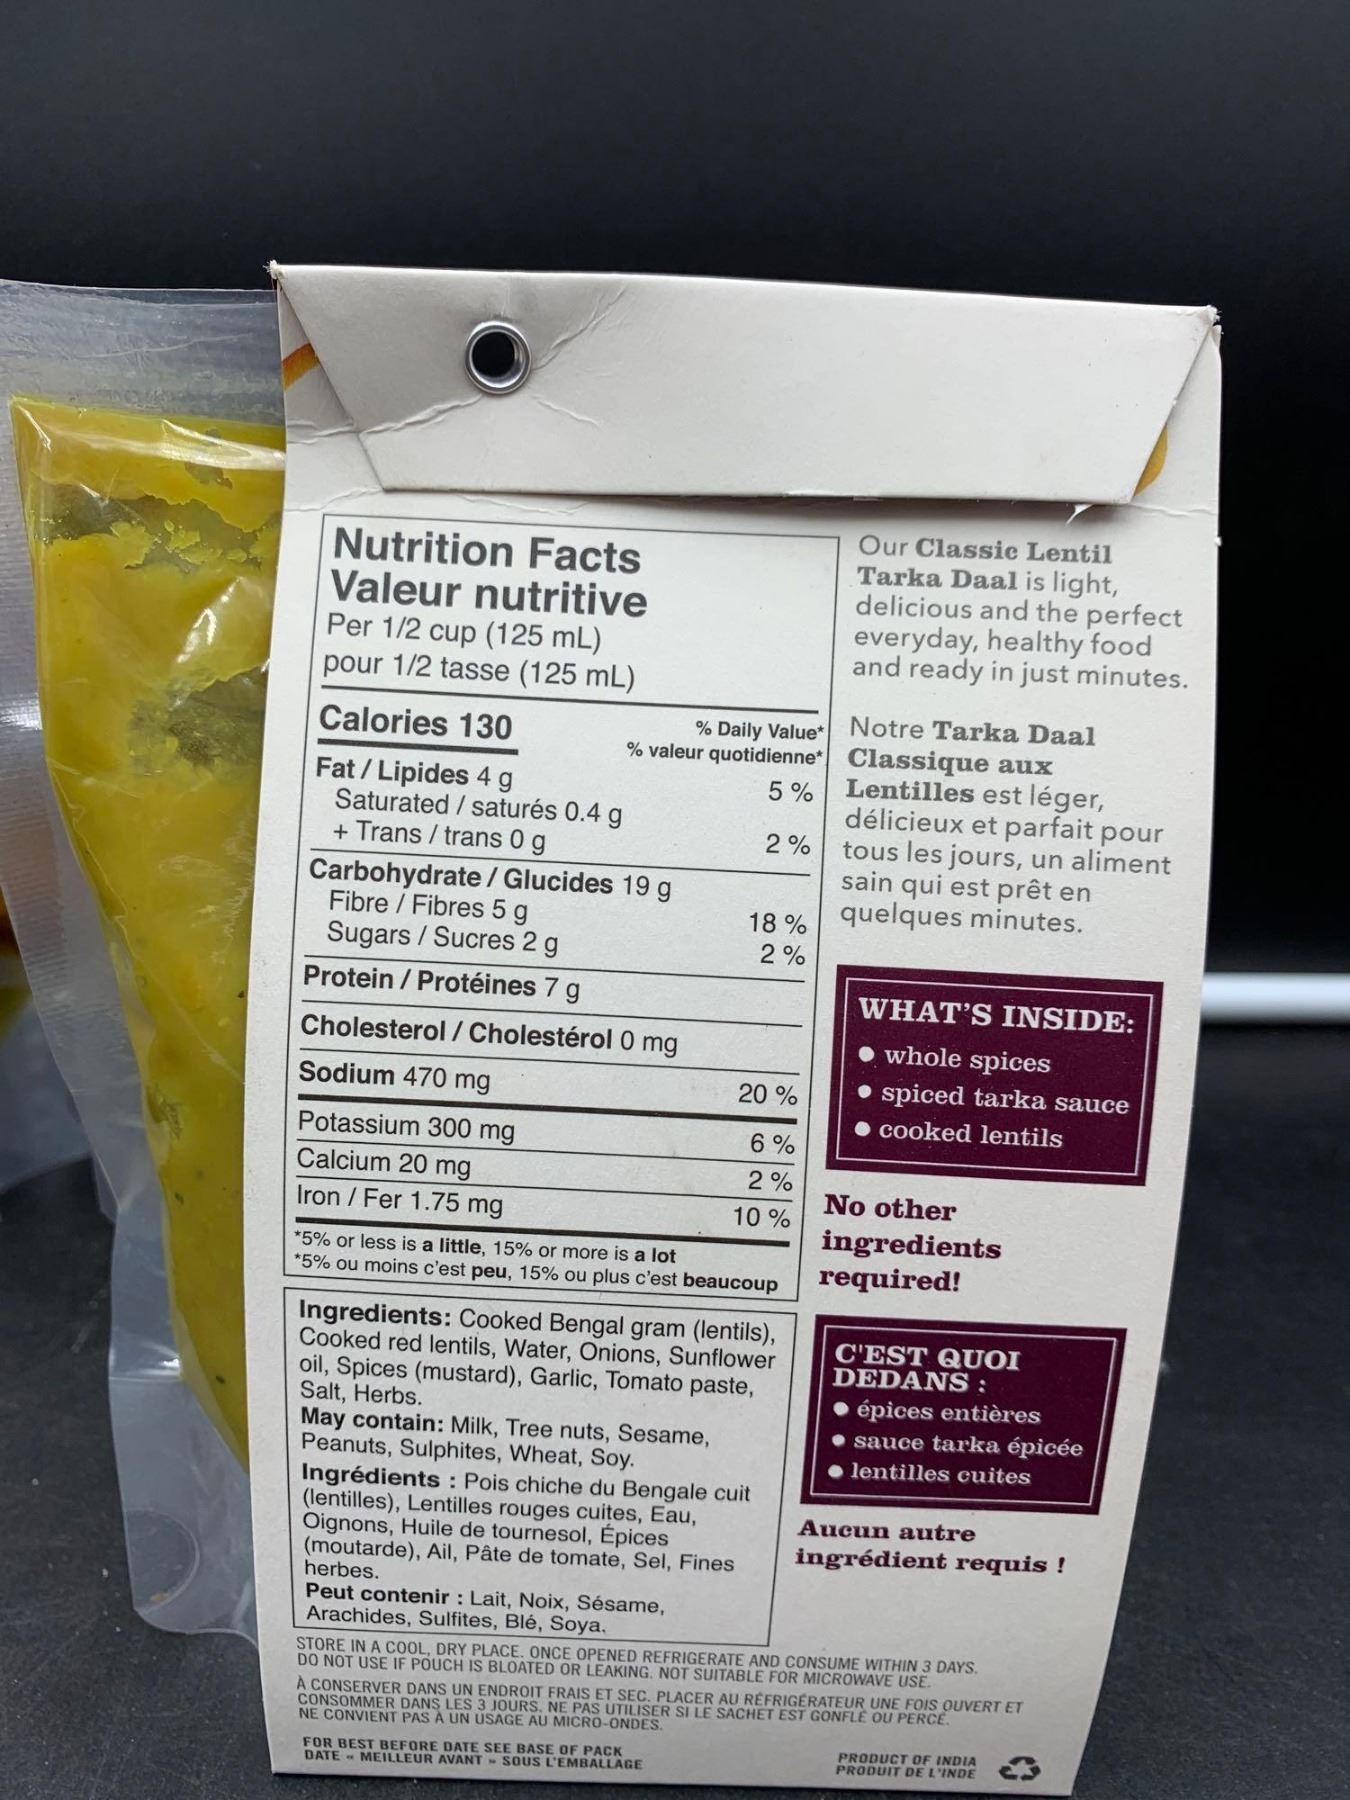 Nutrition Facts
Valeur nutritive
Per 1/2 cup (125 mL)
pour 1/2 tasse (125 mL)
Calories 130
% Daily Value*
% valeur quotidienne*
Fat / Lipides 4 g 5 %
Saturated / saturés 0.4 g
+ Trans / trans 0 g 2 %
Carbohydrate / Glucides 19 g
Fibre / Fibres 5 g 18 %
Sugars / Sucres 2 g 2 %
Protein / Protéines 7 g
Cholesterol / Cholestérol 0 mg
Sodium 470 mg 20 %
Potassium 300 mg 6 %
Calcium 20 mg 2 %
Iron / Fer 1.75 mg 10 %
*5% or less is a little, 15% or more is a lot
*5% ou moins c'est peu, 15% ou plus c'est beaucoup
Ingredients: Cooked Bengal gram (lentils),
Cooked red lentils, Water, Onions, Sunflower
oil, Spices (mustard), Garlic, Tomato paste,
Salt, Herbs.
May contain: Milk, Tree nuts, Sesame,
Peanuts, Sulphites, Wheat, Soy.
Ingrédients : Pois chiche du Bengale cuit
(lentilles), Lentilles rouges cuites, Eau,
Oignons, Huile de tournesol, Épices
(moutarde), Ail, Pâte de tomate, Sel, Fines
herbes.
Peut contenir : Lait, Noix, Sésame,
Arachides, Sulfites, Blé, Soya.
Our Classic Lentil
Tarka Daal is light,
delicious and the perfect
everyday, healthy food
and ready in just minutes.
Notre Tarka Daal
Classique aux
Lentilles est léger,
délicieux et parfait pour
tous les jours, un aliment
sain qui est prêt en
quelques minutes.
WHAT'S INSIDE:
• whole spices
• spiced tarka sauce
• cooked lentils
No other
ingredients
required!
C'EST QUOI
DEDANS :
• épices entières
• sauce tarka épicée
• lentilles cuites
Aucun autre
ingrédient requis !
STORE IN A COOL, DRY PLACE. ONCE OPENED REFRIGERATE AND CONSUME WITHIN 3 DAYS.
DO NOT USE IF POUCH IS BLOATED OR LEAKING. NOT SUITABLE FOR MICROWAVE USE.
À CONSERVER DANS UN ENDROIT FRAIS ET SEC. PLACER AU RÉFRIGÉRATEUR UNE FOIS OUVERT ET
CONSOMMER DANS LES 3 JOURS. NE PAS UTILISER SI LE SACHET EST GONFLÉ OU PERCÉ.
NE CONVIENT PAS À UN USAGE AU MICRO-ONDES.
FOR BEST BEFORE DATE SEE BASE OF PACK
DATE « MEILLEUR AVANT » SOUS L'EMBALLAGE
PRODUCT OF INDIA
PRODUIT DE L'INDE